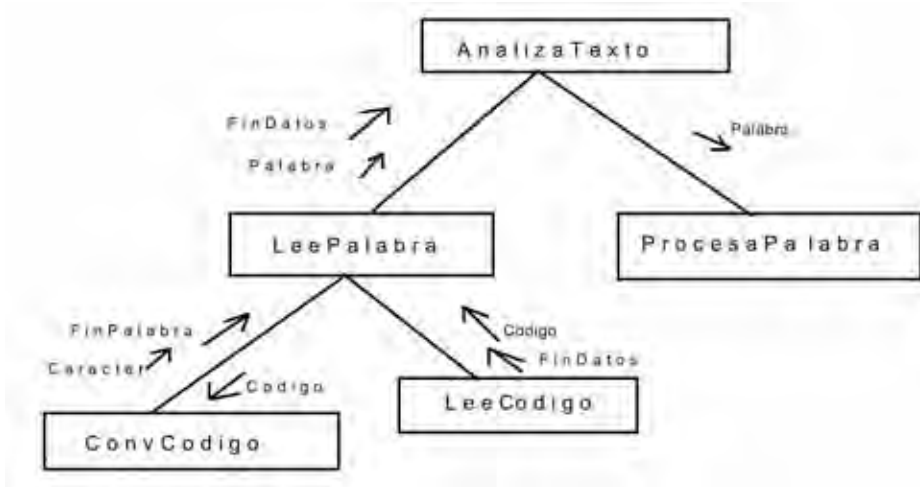 AnalizaTexto
FinDatos
Palabra
Palabra
LeePalabra
ProcesaPalabra
FinPalabra
Caracter
Codigo
Codigo
FinDatos
ConvCodigo
LeeCodigo